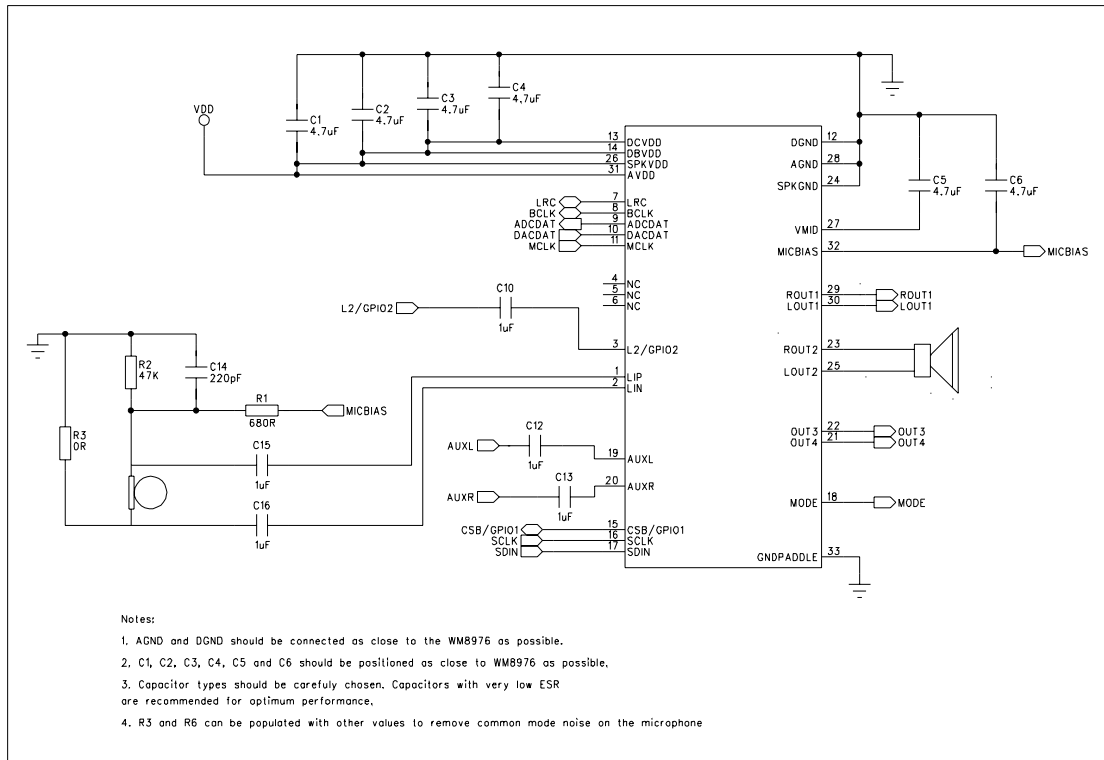 C4
4.7uF
C3
4.7uF
C2
4.7uF
C1
4.7uF
VDD
13 DCVDD
14 DBVDD
26 SPKVDD
31 AVDD
DGND 12
AGND 28
SPKGND 24
C5
4.7uF
C6
4.7uF
VMID 27
MICBIAS 32 MICBIAS
LRC 7 LRC
BCLK 8 BCLK
ADCDAT 9 ADCDAT
DACDAT 10 DACDAT
MCLK 11 MCLK
4 NC
5 NC
6 NC
ROUT1 29 ROUT1
LOUT1 30 LOUT1
C10
L2/GPIO2
1uF
3 L2/GPIO2
ROUT2 23
LOUT2 25
R2
47K
C14
220pF
1 LIP
2 LIN
R1
680R
MICBIAS
R3
0R
C15
1uF
C16
1uF
OUT3 22 OUT3
OUT4 21 OUT4
C12
AUXL
1uF
19 AUXL
C13
AUXR
1uF
20 AUXR
MODE 18 MODE
CSB/GPIO1 15 CSB/GPIO1
SCLK 16 SCLK
SDIN 17 SDIN
GNDPADDLE 33
Notes:
1. AGND and DGND should be connected as close to the WM8976 as possible.
2. C1, C2, C3, C4, C5 and C6 should be positioned as close to WM8976 as possible.
3. Capacitor types should be carefuly chosen. Capacitors with very low ESR
are recommended for optimum performance.
4. R3 and R6 can be populated with other values to remove common mode noise on the microphone